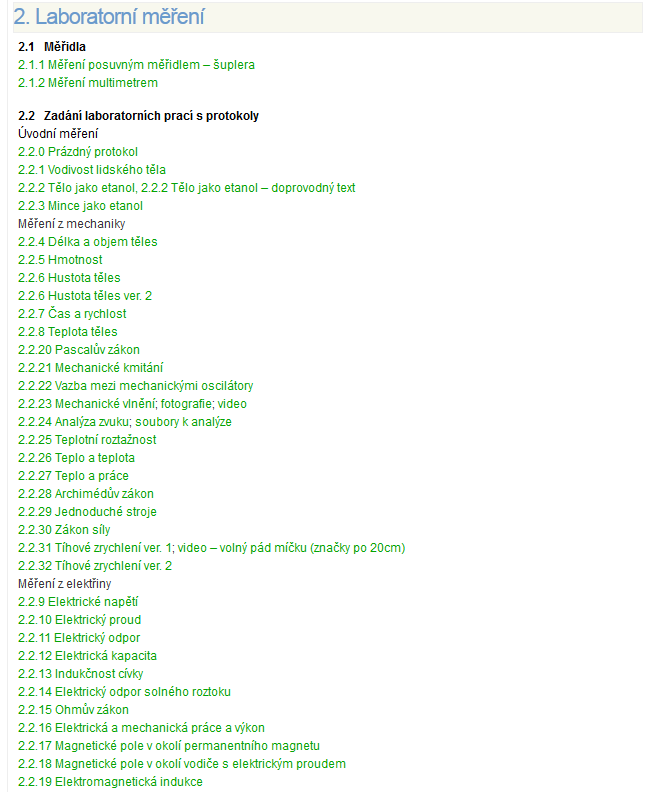 2. Laboratorní měření
2.1 Měřidla
2.1.1 Měření posuvným měřidlem – šuplera
2.1.2 Měření multimetrem
2.2 Zadání laboratorních prací s protokoly
Úvodní měření
2.2.0 Prázdný protokol
2.2.1 Vodivost lidského těla
2.2.2 Tělo jako etanol, 2.2.2 Tělo jako etanol – doprovodný text
2.2.3 Mince jako etanol
Měření z mechaniky
2.2.4 Délka a objem těles
2.2.5 Hmotnost
2.2.6 Hustota těles
2.2.6 Hustota těles ver. 2
2.2.7 Čas a rychlost
2.2.8 Teplota těles
2.2.20 Pascalův zákon
2.2.21 Mechanické kmitání
2.2.22 Vazba mezi mechanickými oscilátory
2.2.23 Mechanické vlnění; fotografie; video
2.2.24 Analýza zvuku; soubory k analýze
2.2.25 Teplotní roztažnost
2.2.26 Teplo a teplota
2.2.27 Teplo a práce
2.2.28 Archimédův zákon
2.2.29 Jednoduché stroje
2.2.30 Zákon síly
2.2.31 Tíhové zrychlení ver. 1; video – volný pád míčku (značky po 20cm)
2.2.32 Tíhové zrychlení ver. 2
Měření z elektřiny
2.2.9 Elektrické napětí
2.2.10 Elektrický proud
2.2.11 Elektrický odpor
2.2.12 Elektrická kapacita
2.2.13 Indukčnost cívky
2.2.14 Elektrický odpor solného roztoku
2.2.15 Ohmův zákon
2.2.16 Elektrická a mechanická práce a výkon
2.2.17 Magnetické pole v okolí permanentního magnetu
2.2.18 Magnetické pole v okolí vodiče s elektrickým proudem
2.2.19 Elektromagnetická indukce